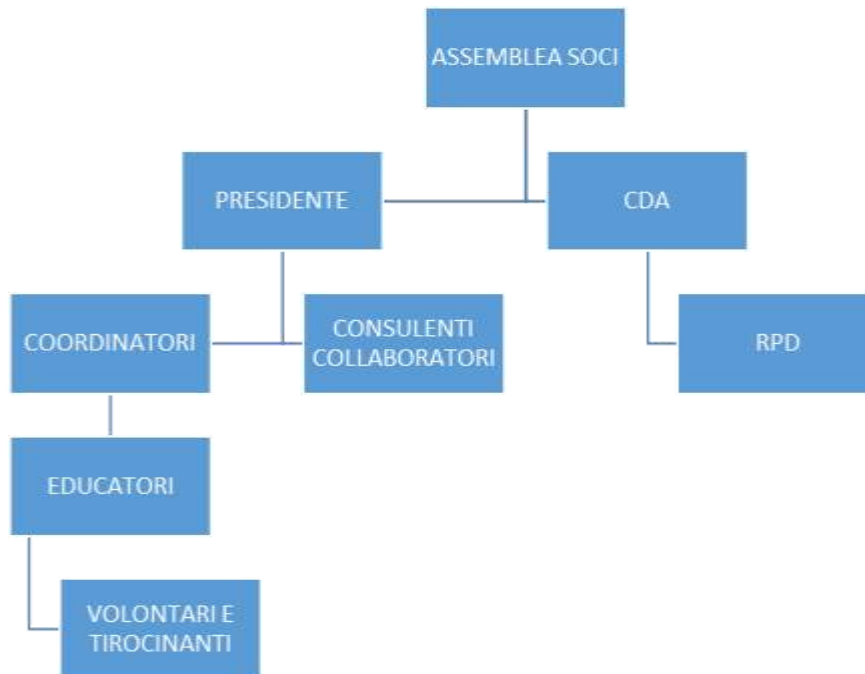 ASSEMBLEA SOCI
PRESIDENTE
CDA
COORDINATORI
CONSULENTI
COLLABORATORI
RPD
EDUCATORI
VOLONTARI E
TIROCINANTI